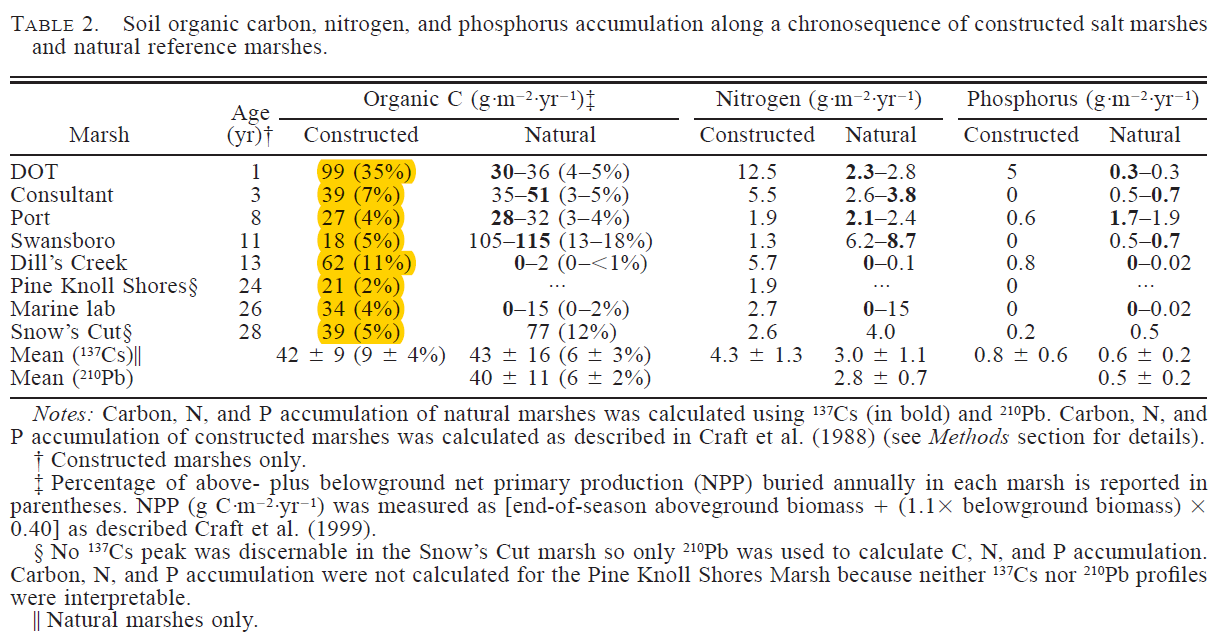 TABLE 2. Soil organic carbon, nitrogen, and phosphorus accumulation along a chronosequence of constructed salt marshes
and natural reference marshes.
Organic C (g·m⁻²·yr⁻¹)‡ Nitrogen (g·m⁻²·yr⁻¹) Phosphorus (g·m⁻²·yr⁻¹)
Marsh Age (yr)† Constructed Natural Constructed Natural Constructed Natural
DOT 1 99 (35%) 30–36 (4–5%) 12.5 2.3–2.8 5 0.3–0.3
Consultant 3 39 (7%) 35–51 (3–5%) 5.5 2.6–3.8 0 0.5–0.7
Port 8 27 (4%) 28–32 (3–4%) 1.9 2.1–2.4 0.6 1.7–1.9
Swansboro 11 18 (5%) 105–115 (13–18%) 1.3 6.2–8.7 0 0.5–0.7
Dill's Creek 13 62 (11%) 0–2 (0–<1%) 5.7 0–0.1 0.8 0–0.02
Pine Knoll Shores§ 24 21 (2%) ... 1.9 ... 0 ...
Marine lab 26 34 (4%) 0–15 (0–2%) 2.7 0–15 0 0–0.02
Snow's Cut§ 28 39 (5%) 77 (12%) 2.6 4.0 0.2 0.5
Mean (¹³⁷Cs)‖ 42 ± 9 (9 ± 4%) 43 ± 16 (6 ± 3%) 4.3 ± 1.3 3.0 ± 1.1 0.8 ± 0.6 0.6 ± 0.2
Mean (²¹⁰Pb) 40 ± 11 (6 ± 2%) 2.8 ± 0.7 0.5 ± 0.2
Notes: Carbon, N, and P accumulation of natural marshes was calculated using ¹³⁷Cs (in bold) and ²¹⁰Pb. Carbon, N, and
P accumulation of constructed marshes was calculated as described in Craft et al. (1988) (see Methods section for details).
† Constructed marshes only.
‡ Percentage of above- plus belowground net primary production (NPP) buried annually in each marsh is reported in
parentheses. NPP (g C·m⁻²·yr⁻¹) was measured as [end-of-season aboveground biomass + (1.1× belowground biomass) ×
0.40] as described Craft et al. (1999).
§ No ¹³⁷Cs peak was discernable in the Snow's Cut marsh so only ²¹⁰Pb was used to calculate C, N, and P accumulation.
Carbon, N, and P accumulation were not calculated for the Pine Knoll Shores Marsh because neither ¹³⁷Cs nor ²¹⁰Pb profiles
were interpretable.
‖ Natural marshes only.